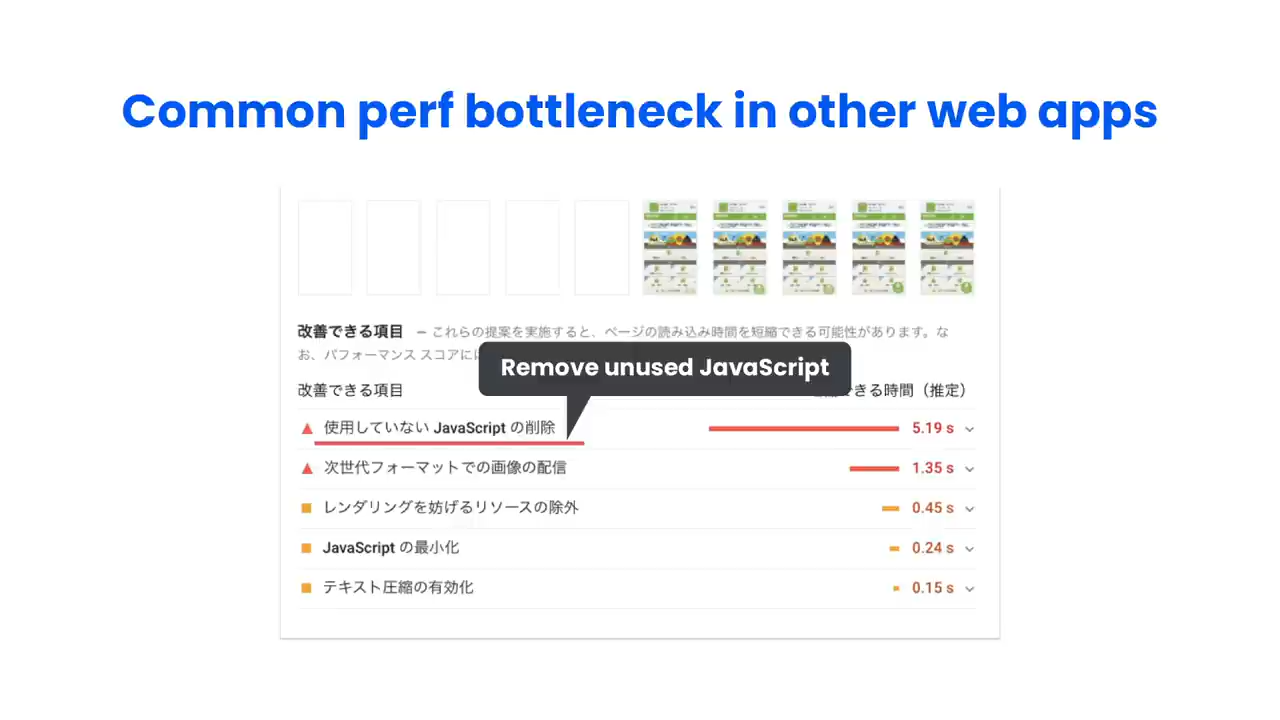 Common perf bottleneck in other web apps
改善できる項目 — これらの提案を実施すると、ページの読み込み時間を短縮できる可能性があります。な
お、パフォーマンス スコアに
Remove unused JavaScript
改善できる項目 できる時間（推定）
使用していない JavaScript の削除 5.19 s
次世代フォーマットでの画像の配信 1.35 s
レンダリングを妨げるリソースの除外 0.45 s
JavaScript の最小化 0.24 s
テキスト圧縮の有効化 0.15 s